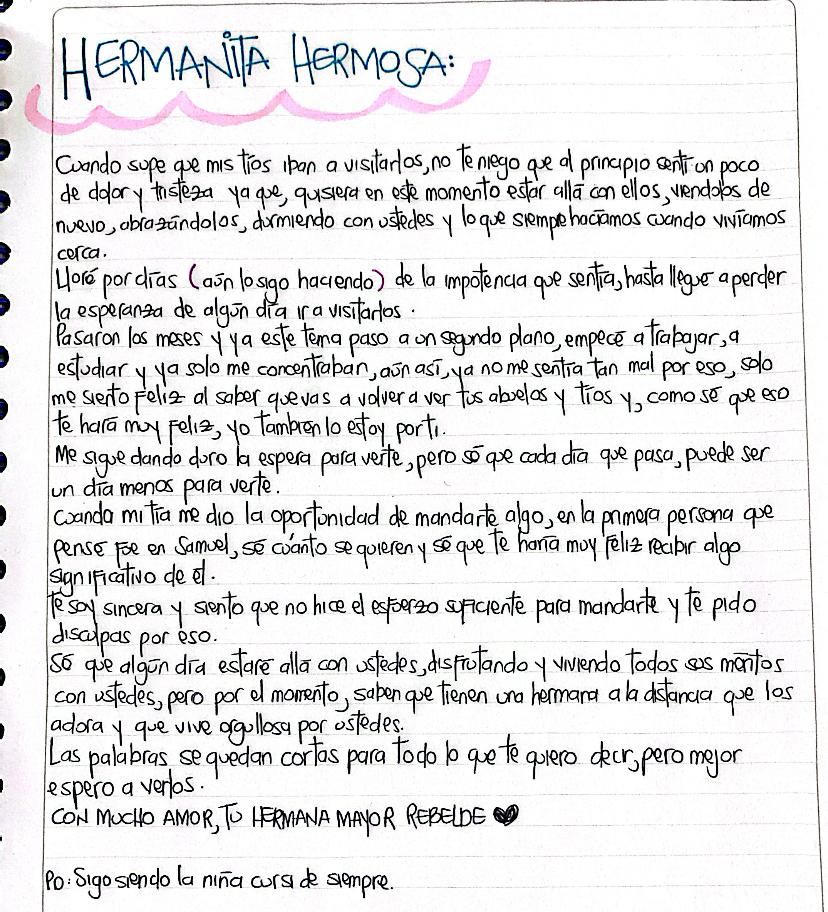 HERMANITA HERMOSA:
Cuando supe que mis tíos iban a visitarlos, no te niego que al principio sentí un poco
de dolor y tristeza ya que, quisiera en este momento estar allá con ellos, viendolos de
nuevo, abrazándolos, durmiendo con ustedes y lo que siempre hacíamos cuando vivíamos
cerca.
Lloré por días (aún lo sigo haciendo) de la impotencia que sentía, hasta llegué a perder
la esperanza de algún día ir a visitarlos.
Pasaron los meses y ya este tema paso a un segundo plano, empecé a trabajar, a
estudiar y ya solo me concentraban, aún así, ya no me sentía tan mal por eso, solo
me siento feliz al saber que vas a volver a ver tus abuelos y tíos y, como sé que eso
te hará muy feliz, yo también lo estoy por ti.
Me sigue dando duro la espera para verte, pero sé que cada día que pasa, puede ser
un día menos para verte.
Cuando mi tía me dio la oportunidad de mandarte algo, en la primera persona que
pensé fue en Samuel, sé cuánto se quieren y sé que te haría muy feliz recibir algo
significativo de él.
Te soy sincera y siento que no hice el esfuerzo suficiente para mandarte y te pido
disculpas por eso.
Sé que algún día estaré allá con ustedes, disfrutando y viviendo todos sus momentos
con ustedes, pero por el momento, saben que tienen una hermana a la distancia que los
adora y que vive orgullosa por ustedes.
Las palabras se quedan cortas para todo lo que te quiero decir, pero mejor
espero a verlos.
CON MUCHO AMOR, TU HERMANA MAYOR REBELDE ♥
PD: Sigo siendo la niña cursi de siempre.